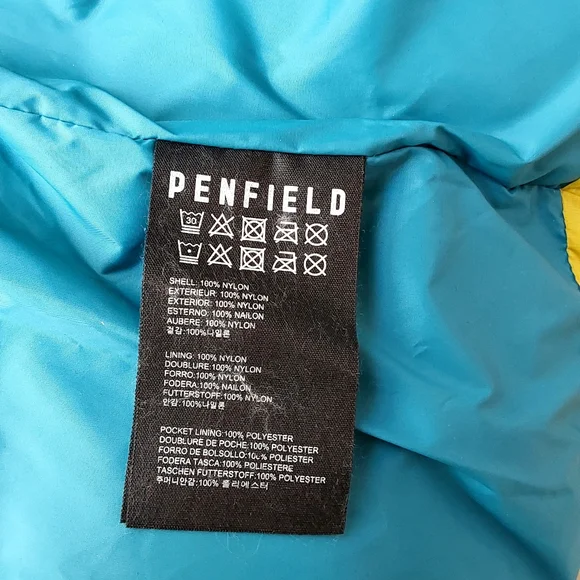 PENFIELD
30
SHELL: 100% NYLON
EXTERIEUR: 100% NYLON
EXTERIOR: 100% NYLON
ESTERNO: 100% NAILON
AUBERE: 100% NYLON
겉감: 100%나일론
LINING: 100% NYLON
DOUBLURE: 100% NYLON
FORRO: 100% NYLON
FODERA: 100% NAILON
FUTTERSTOFF: 100% NYLON
안감: 100%나일론
POCKET LINING:100% POLYESTER
DOUBLURE DE POCHE:100% POLYESTER
FORRO DE BOLSOLLO:100% POLYESTER
FODERA TASCA:100% POLIESTERE
TASCHEN FUTTERSTOFF:100% POLYESTER
주머니안감:100% 폴리에스터